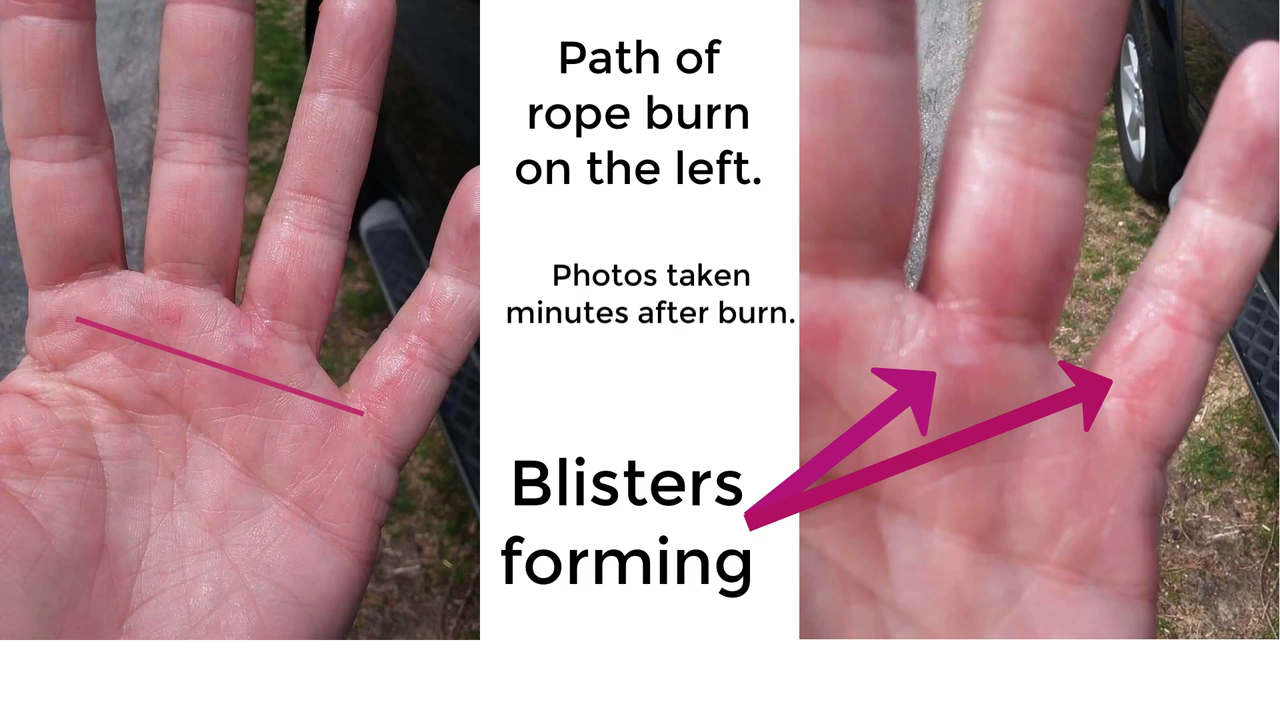 Path of
rope burn
on the left.
Photos taken
minutes after burn.
Blisters
forming